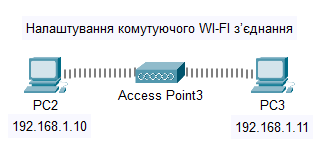 Налаштування комутуючого WI-FI з'єднання
Access Point3
PC2
PC3
192.168.1.10
192.168.1.11